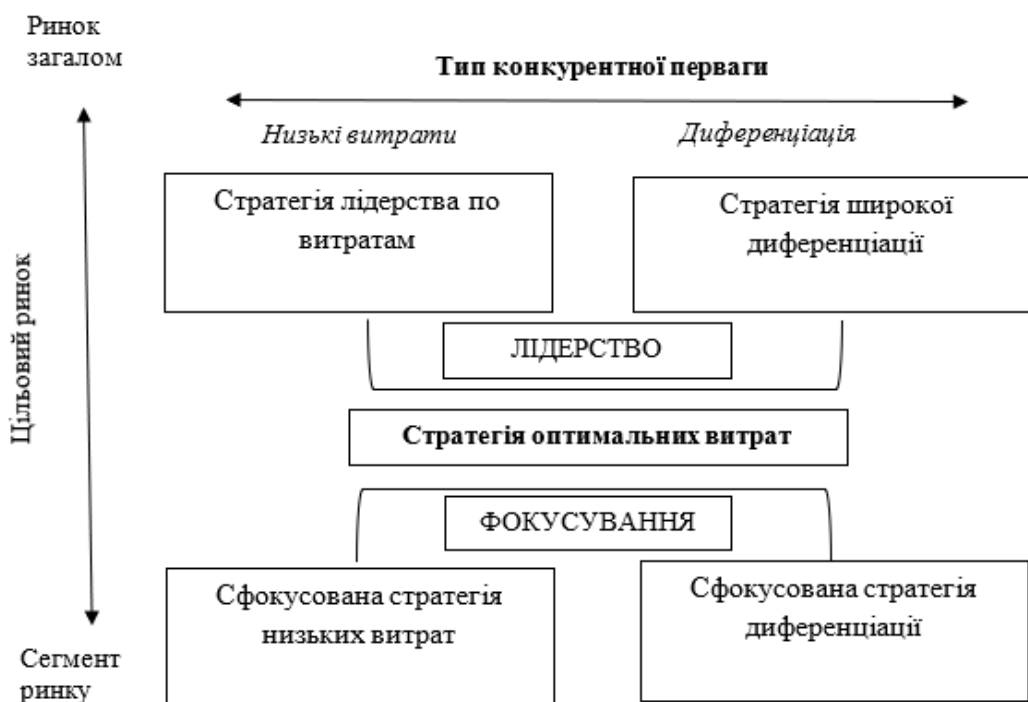 Ринок
загалом
Тип конкурентної перваги
Низькі витрати
Диференціація
Стратегія лідерства по
витратам
Стратегія широкої
диференціації
ЛІДЕРСТВО
Цільовий ринок
Стратегія оптимальних витрат
ФОКУСУВАННЯ
Сфокусована стратегія
низьких витрат
Сфокусована стратегія
диференціації
Сегмент
ринку